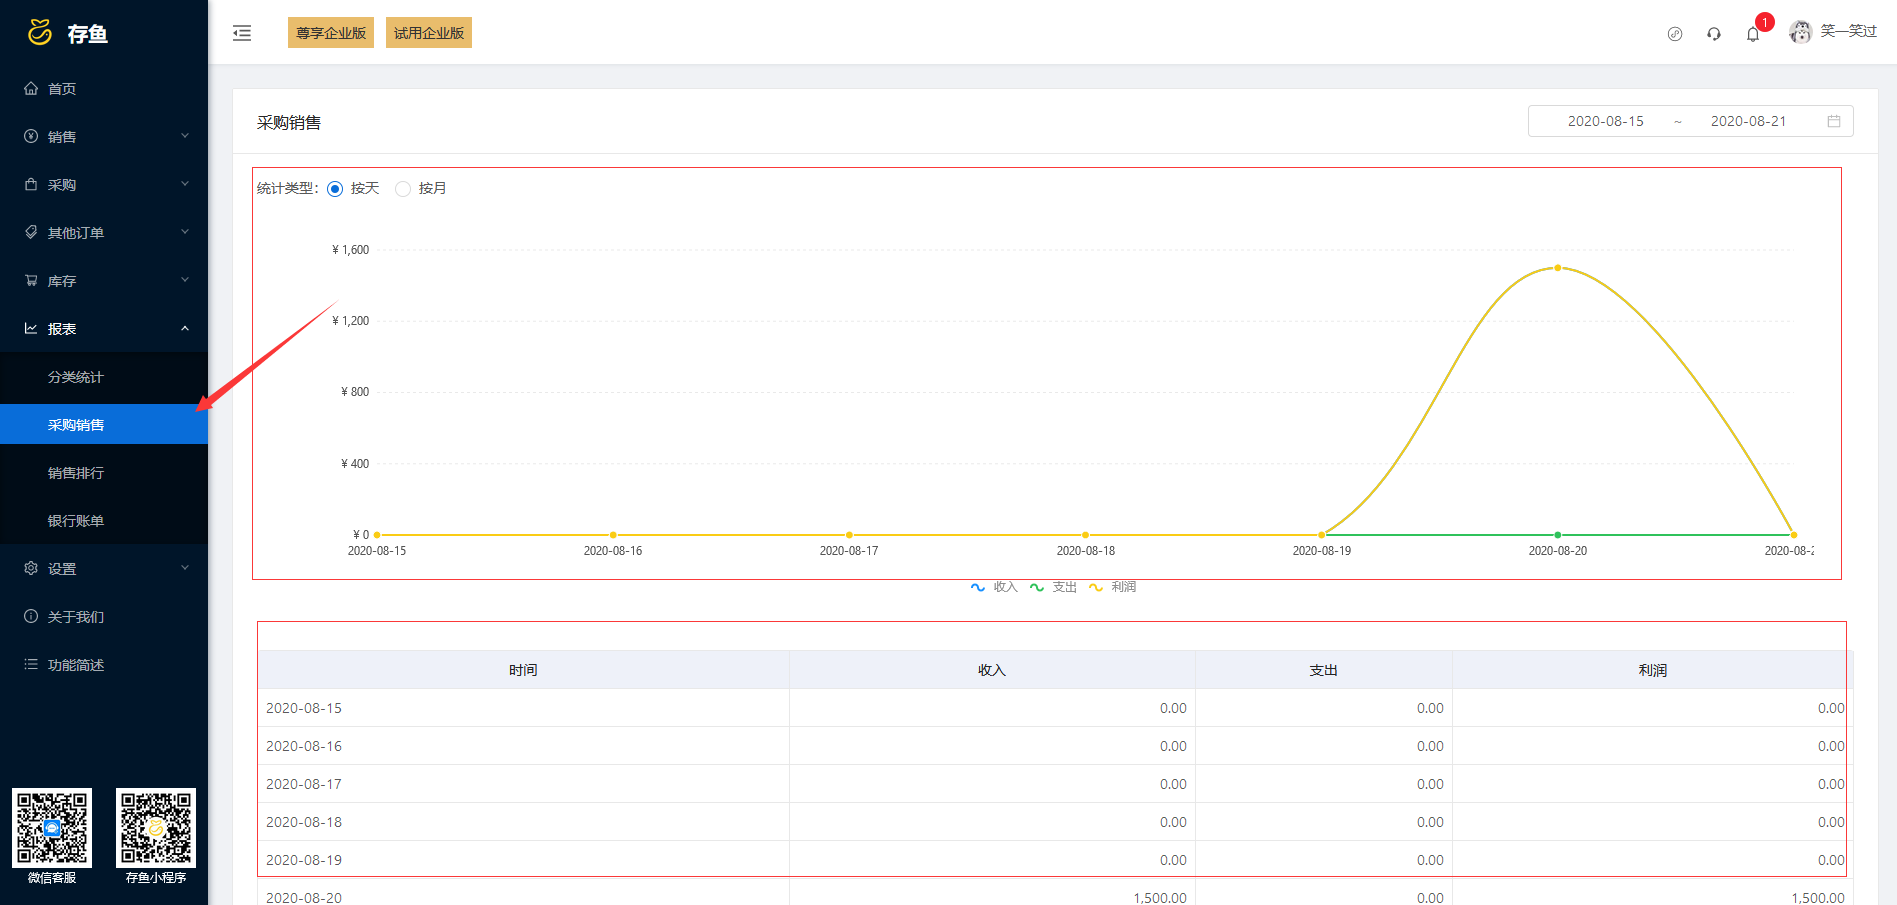 存鱼
尊享企业版 试用企业版
1
笑一笑过
首页
销售
采购
其他订单
库存
报表
分类统计
采购销售
销售排行
银行账单
设置
关于我们
功能简述
微信客服 存鱼小程序
采购销售
2020-08-15 ~ 2020-08-21
统计类型: 按天 按月
¥ 1,600
¥ 1,200
¥ 800
¥ 400
¥ 0
2020-08-15 2020-08-16 2020-08-17 2020-08-18 2020-08-19 2020-08-20 2020-08-2
收入 支出 利润
时间 收入 支出 利润
2020-08-15 0.00 0.00 0.00
2020-08-16 0.00 0.00 0.00
2020-08-17 0.00 0.00 0.00
2020-08-18 0.00 0.00 0.00
2020-08-19 0.00 0.00 0.00
2020-08-20 1,500.00 0.00 1,500.00